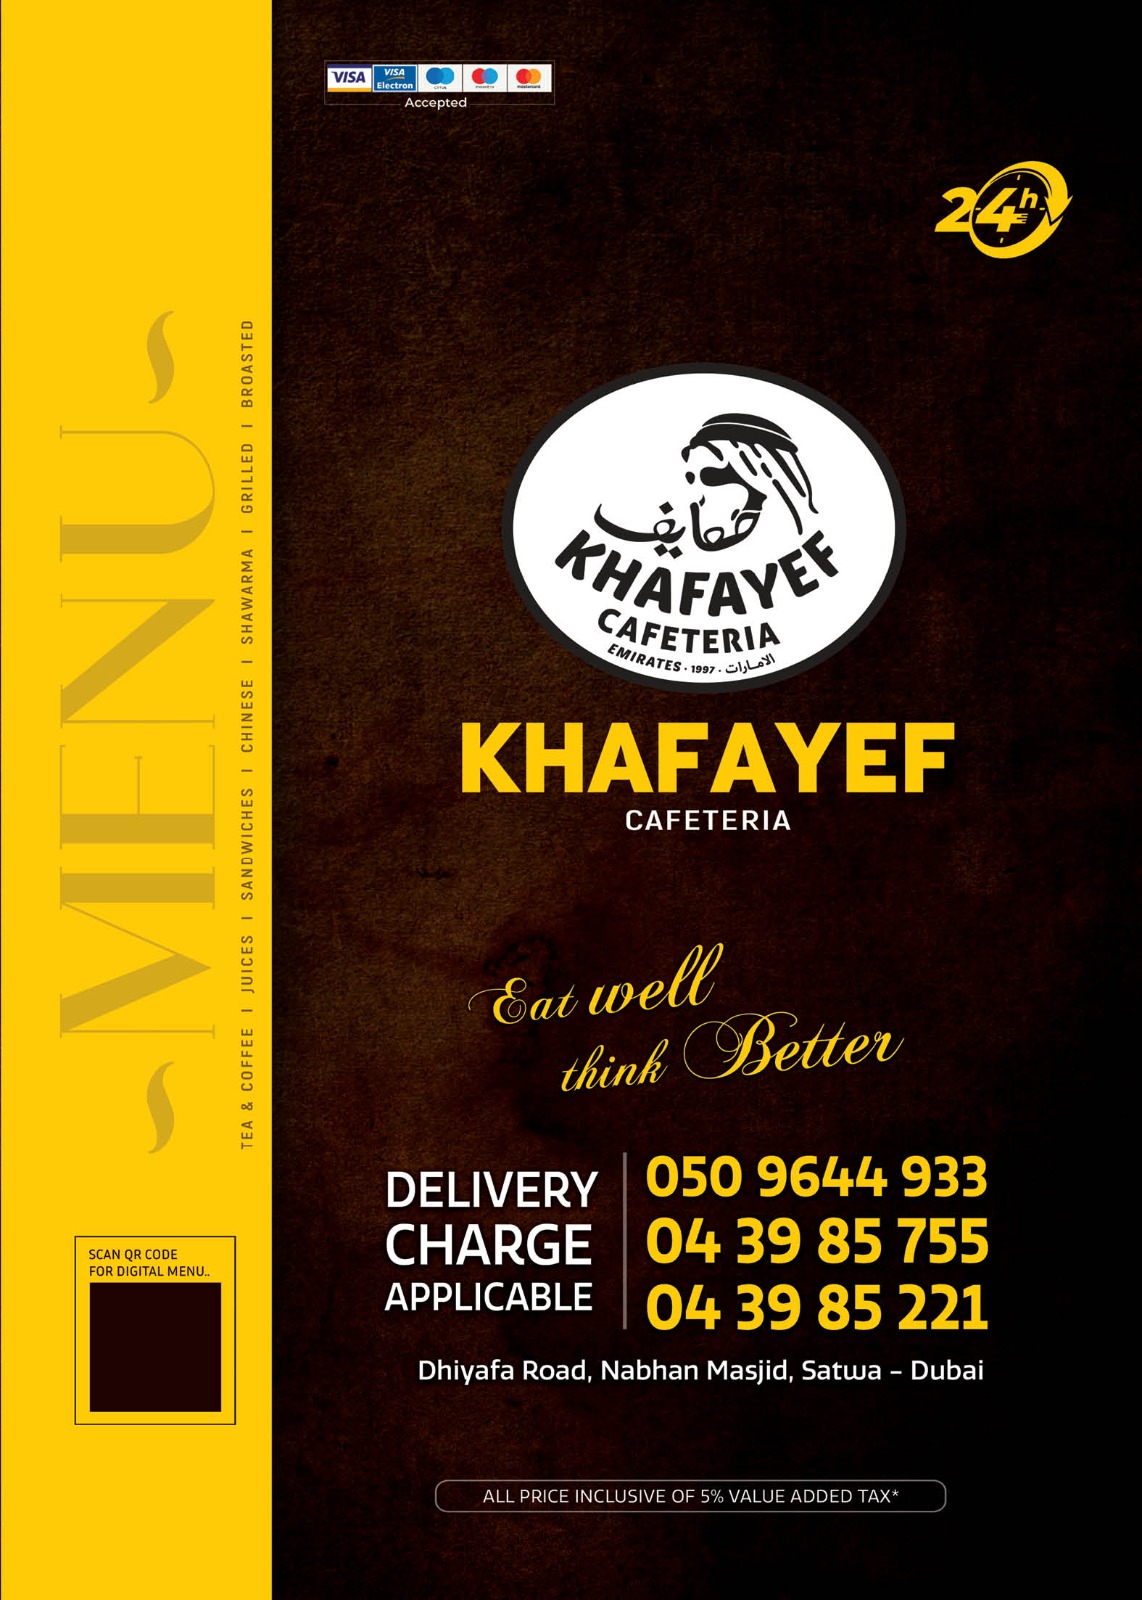 VISA
VISA
Electron
cirrus
maestro
mastercard
Accepted
24h
MENU
TEA & COFFEE I JUICES I SANDWICHES I CHINESE I SHAWARMA I GRILLED I BROASTED
خفايف
KHAFAYEF
CAFETERIA
EMIRATES · 1997 · الامارات
KHAFAYEF
CAFETERIA
Eat well
think Better
DELIVERY
CHARGE
APPLICABLE
050 9644 933
04 39 85 755
04 39 85 221
Dhiyafa Road, Nabhan Masjid, Satwa - Dubai
SCAN QR CODE
FOR DIGITAL MENU..
ALL PRICE INCLUSIVE OF 5% VALUE ADDED TAX*